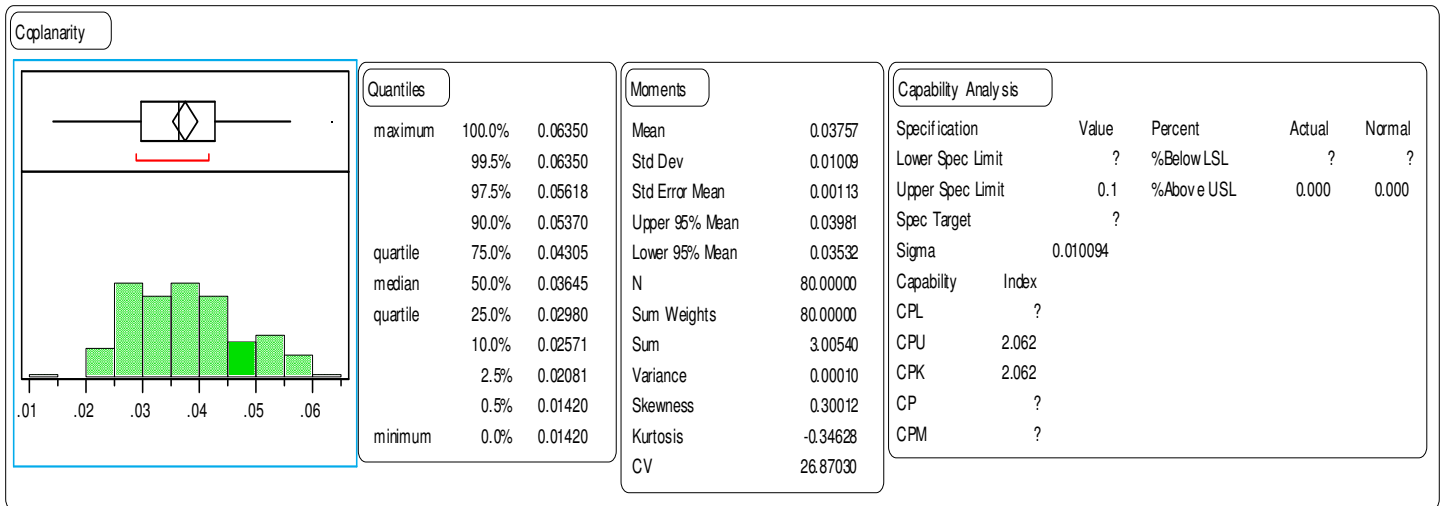 Coplanarity
.01 .02 .03 .04 .05 .06
Quantiles
maximum 100.0% 0.06350
99.5% 0.06350
97.5% 0.05618
90.0% 0.05370
quartile 75.0% 0.04305
median 50.0% 0.03645
quartile 25.0% 0.02980
10.0% 0.02571
2.5% 0.02081
0.5% 0.01420
minimum 0.0% 0.01420
Moments
Mean 0.03757
Std Dev 0.01009
Std Error Mean 0.00113
Upper 95% Mean 0.03981
Lower 95% Mean 0.03532
N 80.00000
Sum Weights 80.00000
Sum 3.00540
Variance 0.00010
Skewness 0.30012
Kurtosis -0.34628
CV 26.87030
Capability Analysis
Specification Value Percent Actual Normal
Lower Spec Limit ? %Below LSL ? ?
Upper Spec Limit 0.1 %Above USL 0.000 0.000
Spec Target ?
Sigma 0.010094
Capability Index
CPL ?
CPU 2.062
CPK 2.062
CP ?
CPM ?